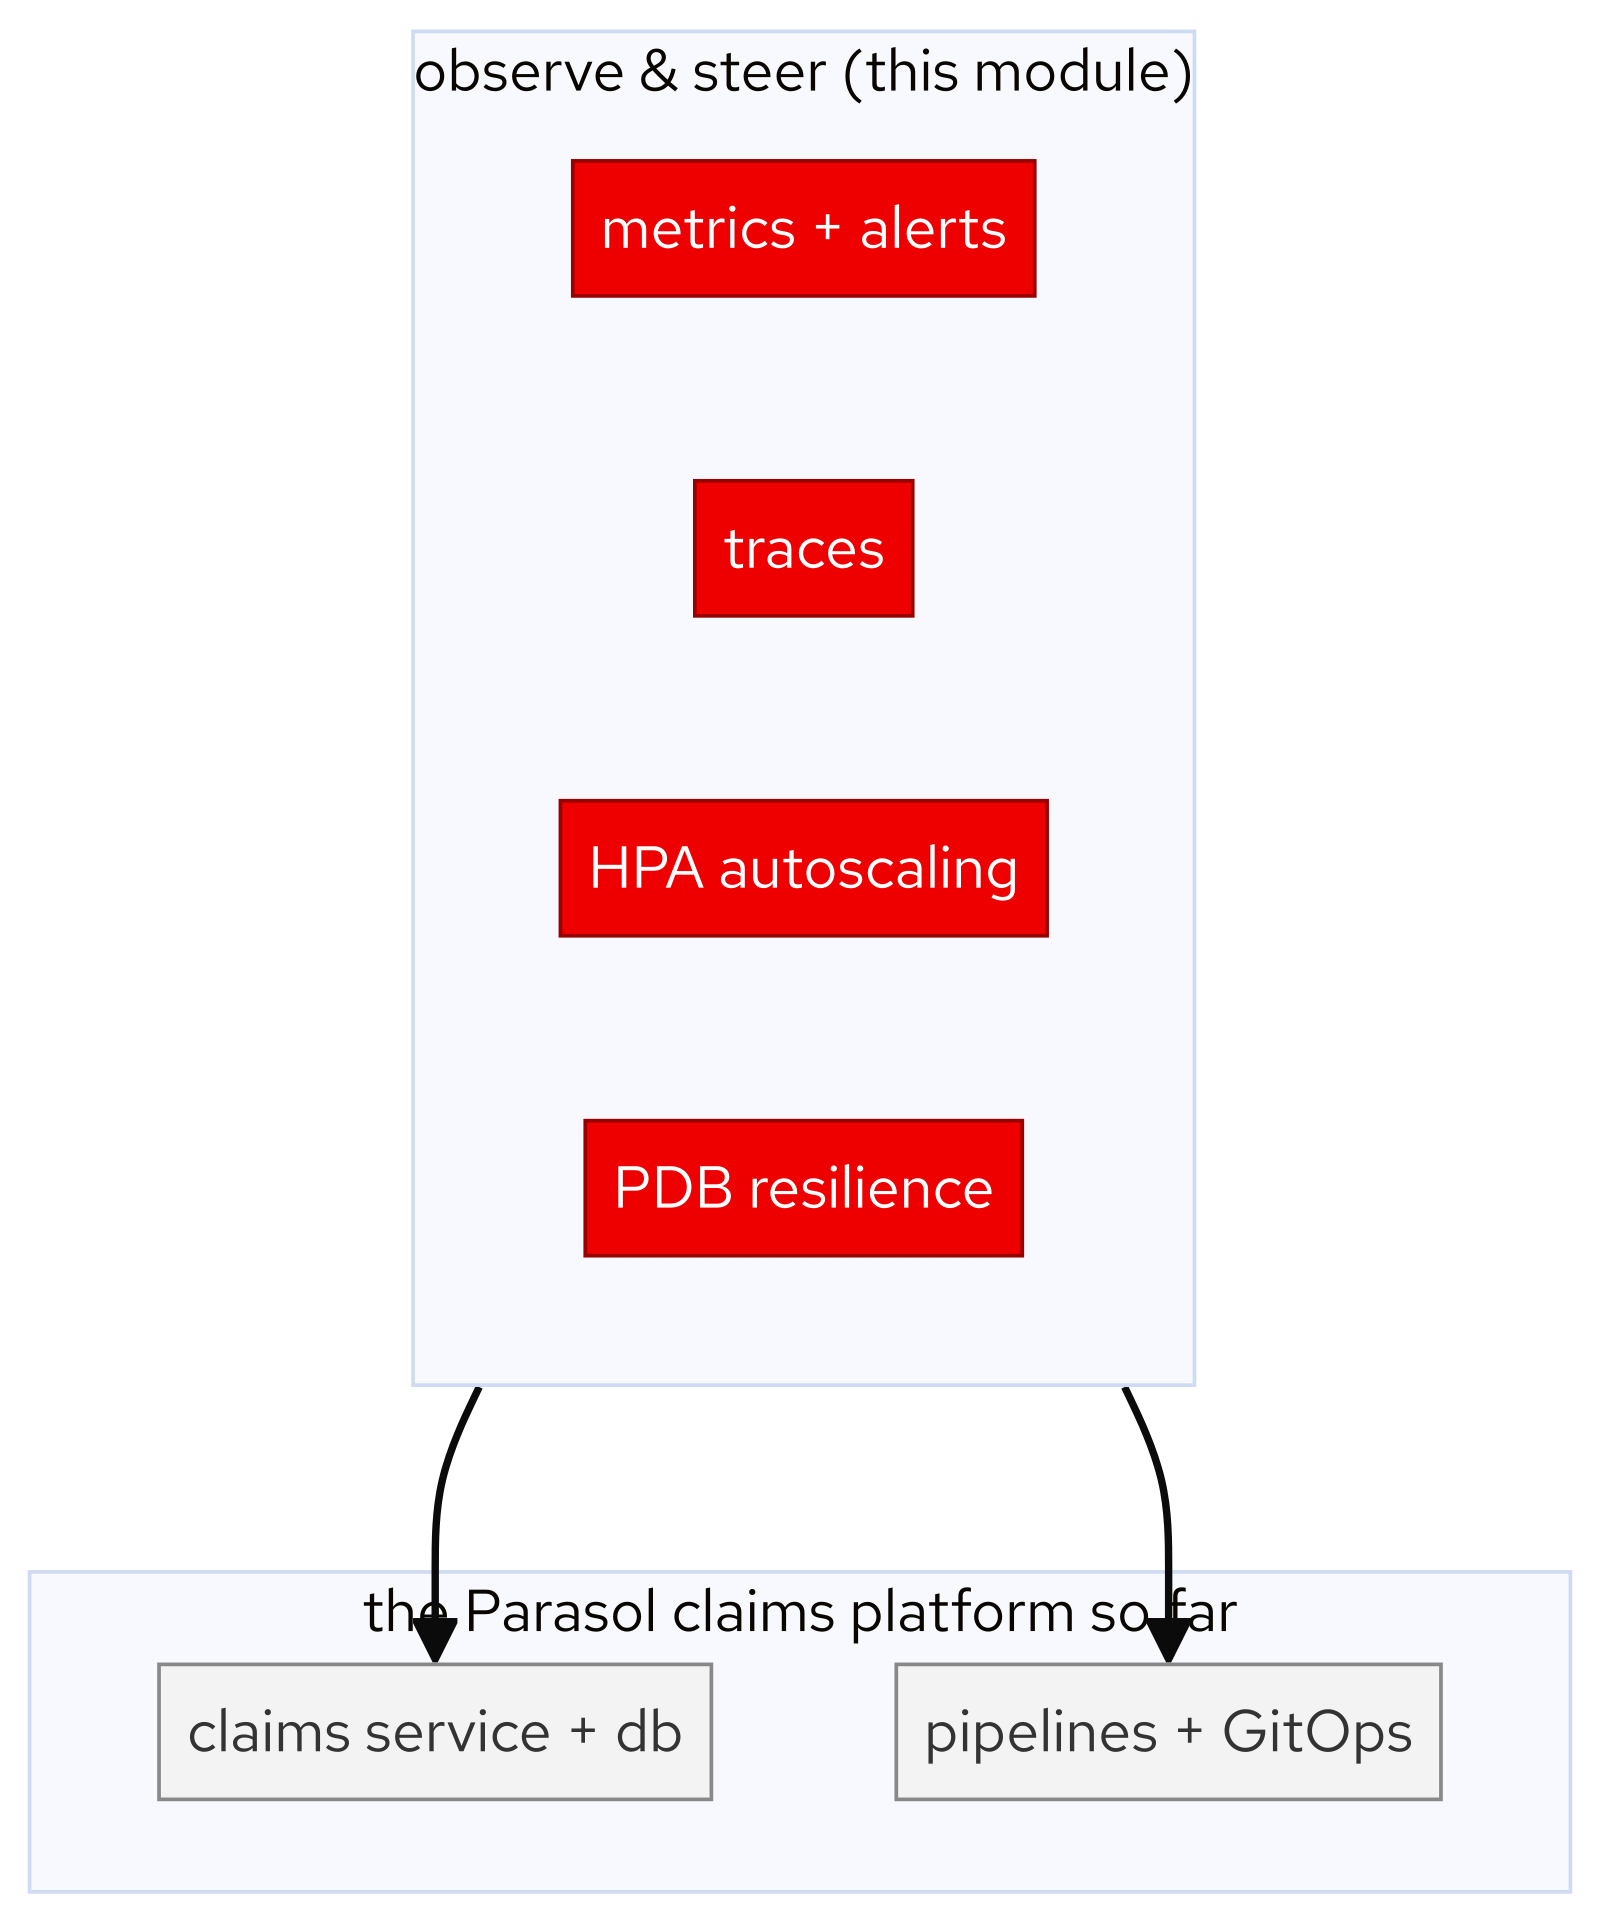 observe & steer (this module)
metrics + alerts
traces
HPA autoscaling
PDB resilience
the Parasol claims platform so far
claims service + db
pipelines + GitOps